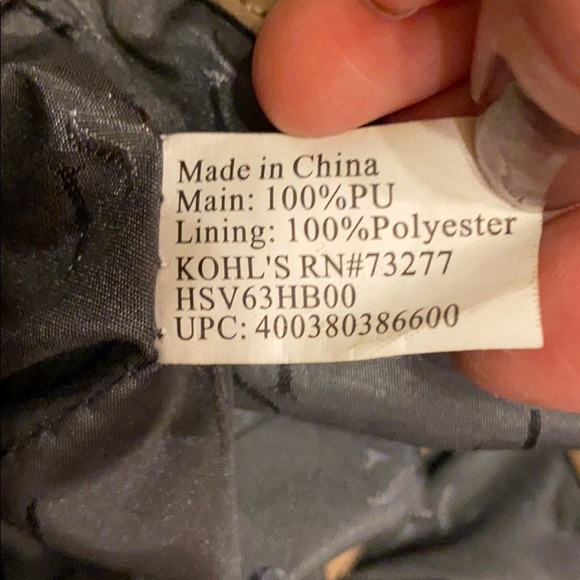 Made in China
Main: 100%PU
Lining: 100%Polyester
KOHL'S RN#73277
HSV63HB00
UPC: 400380386600